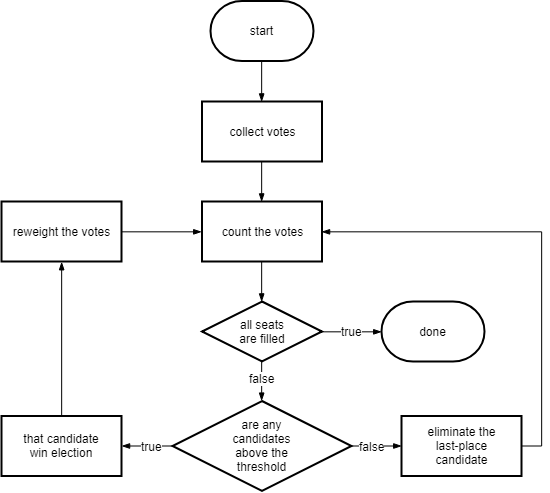 start
collect votes
reweight the votes
count the votes
all seats
are filled
true
done
false
are any
candidates
above the
threshold
true
that candidate
win election
false
eliminate the
last-place
candidate